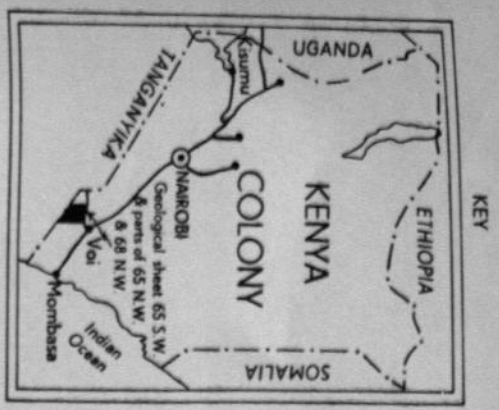 KEY
ETHIOPIA
UGANDA
KENYA
COLONY
SOMALIA
Kisumu
NAIROBI
TANGANYIKA
Geological sheet 65 S.W.
& parts of 65 N.W.
& 68 N.W.
Voi
Mombasa
Indian
Ocean